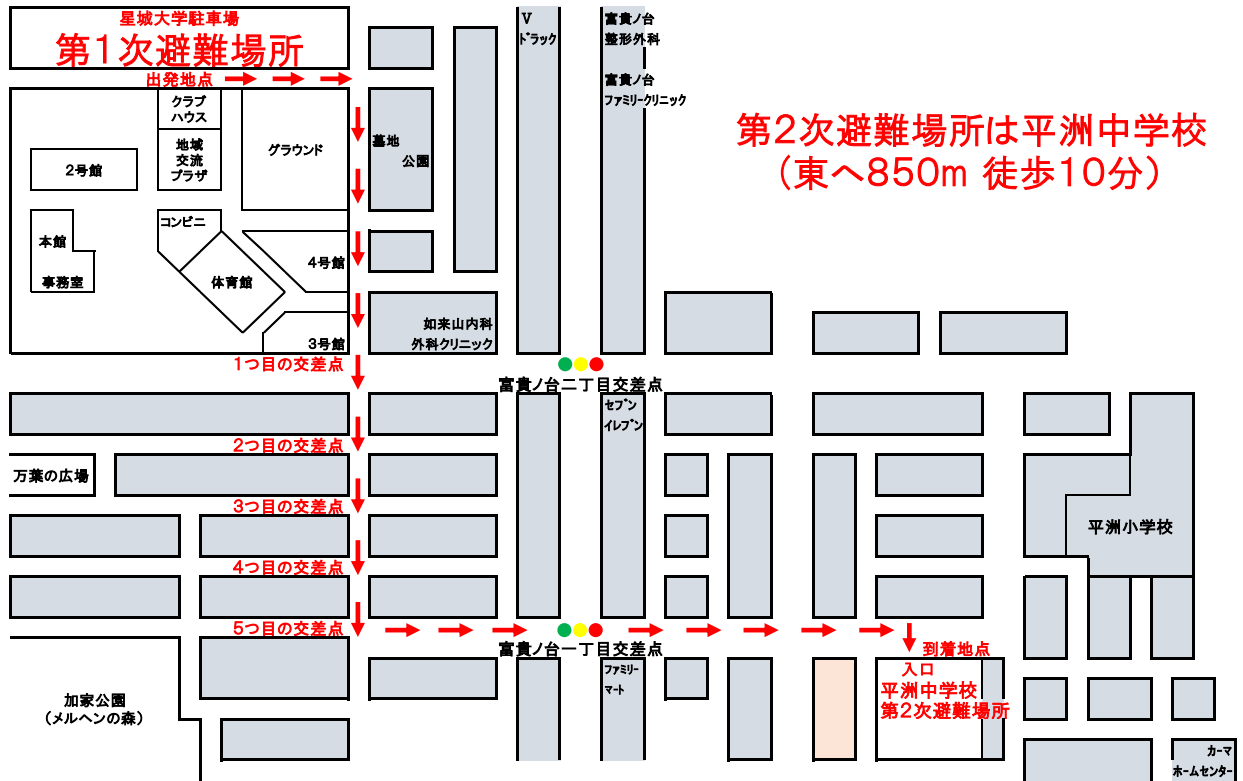 星城大学駐車場
第1次避難場所
出発地点
V
ドラック
富貴ノ台
整形外科
富貴ノ台
ファミリークリニック
クラブ
ハウス
地域
交流
プラザ
グラウンド
墓地
公園
2号館
第2次避難場所は平洲中学校
(東へ850m 徒歩10分)
コンビニ
本館
事務室
体育館
4号館
3号館
如来山内科
外科クリニック
1つ目の交差点
富貴ノ台二丁目交差点
セブン
イレブン
2つ目の交差点
万葉の広場
3つ目の交差点
平洲小学校
4つ目の交差点
5つ目の交差点
富貴ノ台一丁目交差点
ファミリー
マート
到着地点
入口
平洲中学校
第2次避難場所
加家公園
(メルヘンの森)
カーマ
ホームセンター